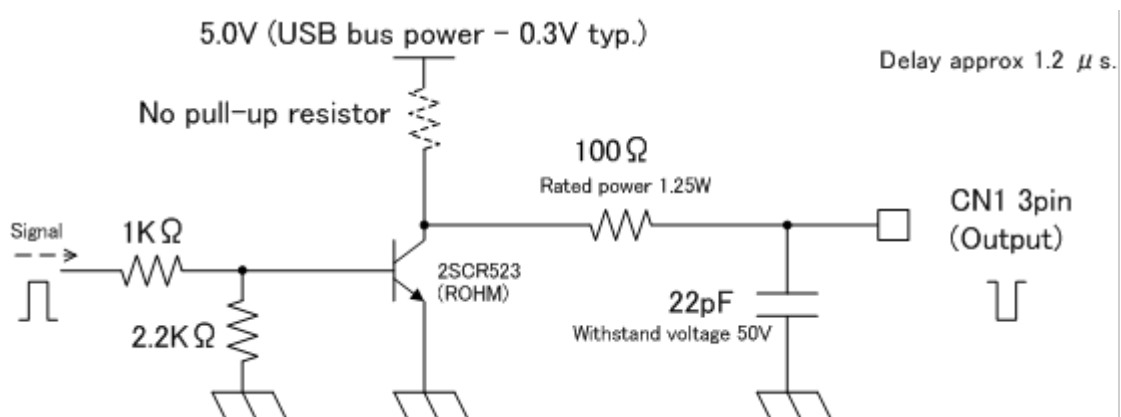 5.0V (USB bus power - 0.3V typ.)
Delay approx 1.2 μs.
No pull-up resistor
100Ω
Rated power 1.25W
CN1 3pin
(Output)
Signal
1KΩ
2SCR523
(ROHM)
2.2KΩ
22pF
Withstand voltage 50V